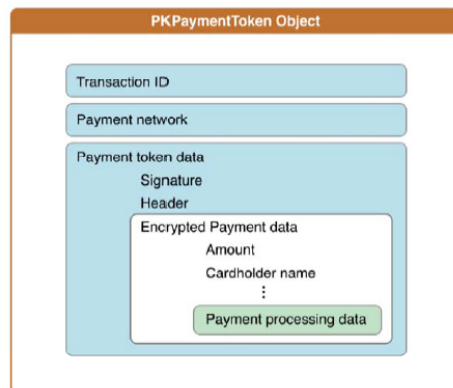 PKPaymentToken Object
Transaction ID
Payment network
Payment token data
Signature
Header
Encrypted Payment data
Amount
Cardholder name
⋮
Payment processing data